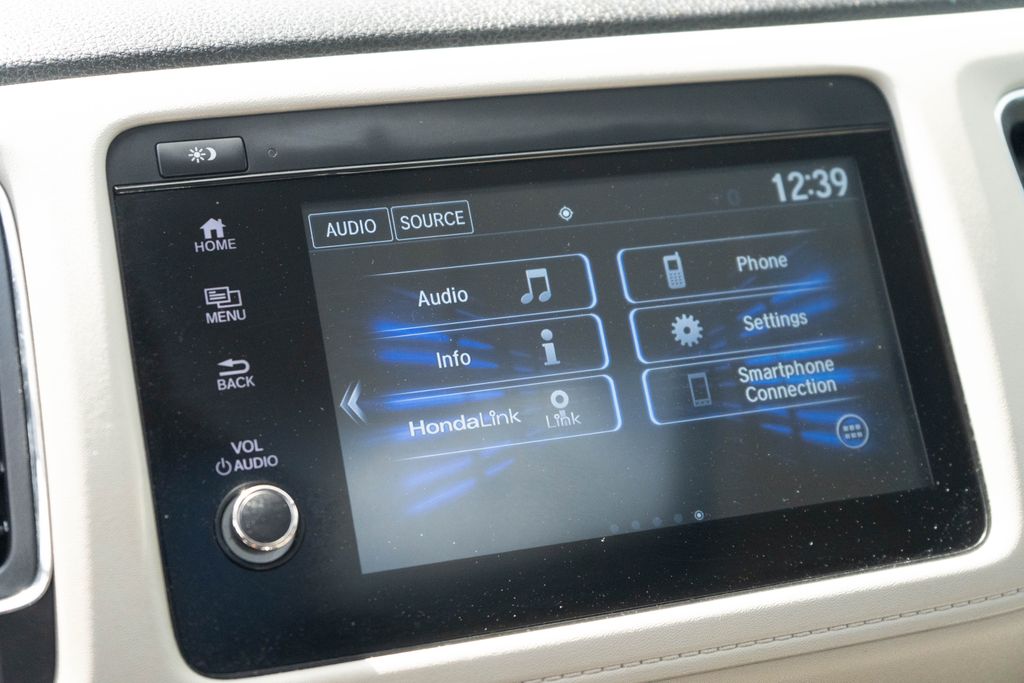 HOME
MENU
BACK
VOL
AUDIO
AUDIO
SOURCE
12:39
Audio
Info
HondaLink
Link
Phone
Settings
Smartphone
Connection